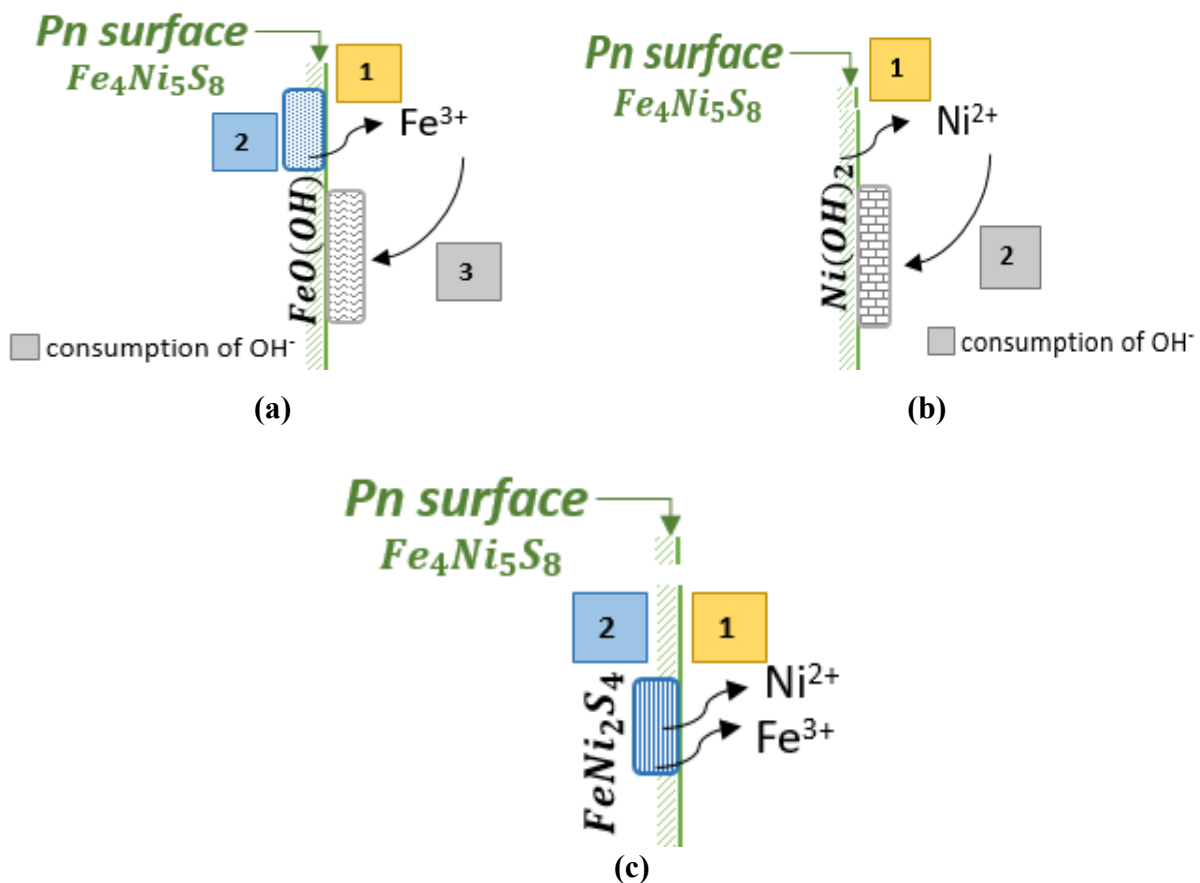 Pn surface
Fe₄Ni₅S₈
1
2
Fe³⁺
FeO(OH)
3
consumption of OH⁻
(a)
Pn surface
Fe₄Ni₅S₈
1
Ni²⁺
Ni(OH)₂
2
consumption of OH⁻
(b)
Pn surface
Fe₄Ni₅S₈
2
1
FeNi₂S₄
Ni²⁺
Fe³⁺
(c)